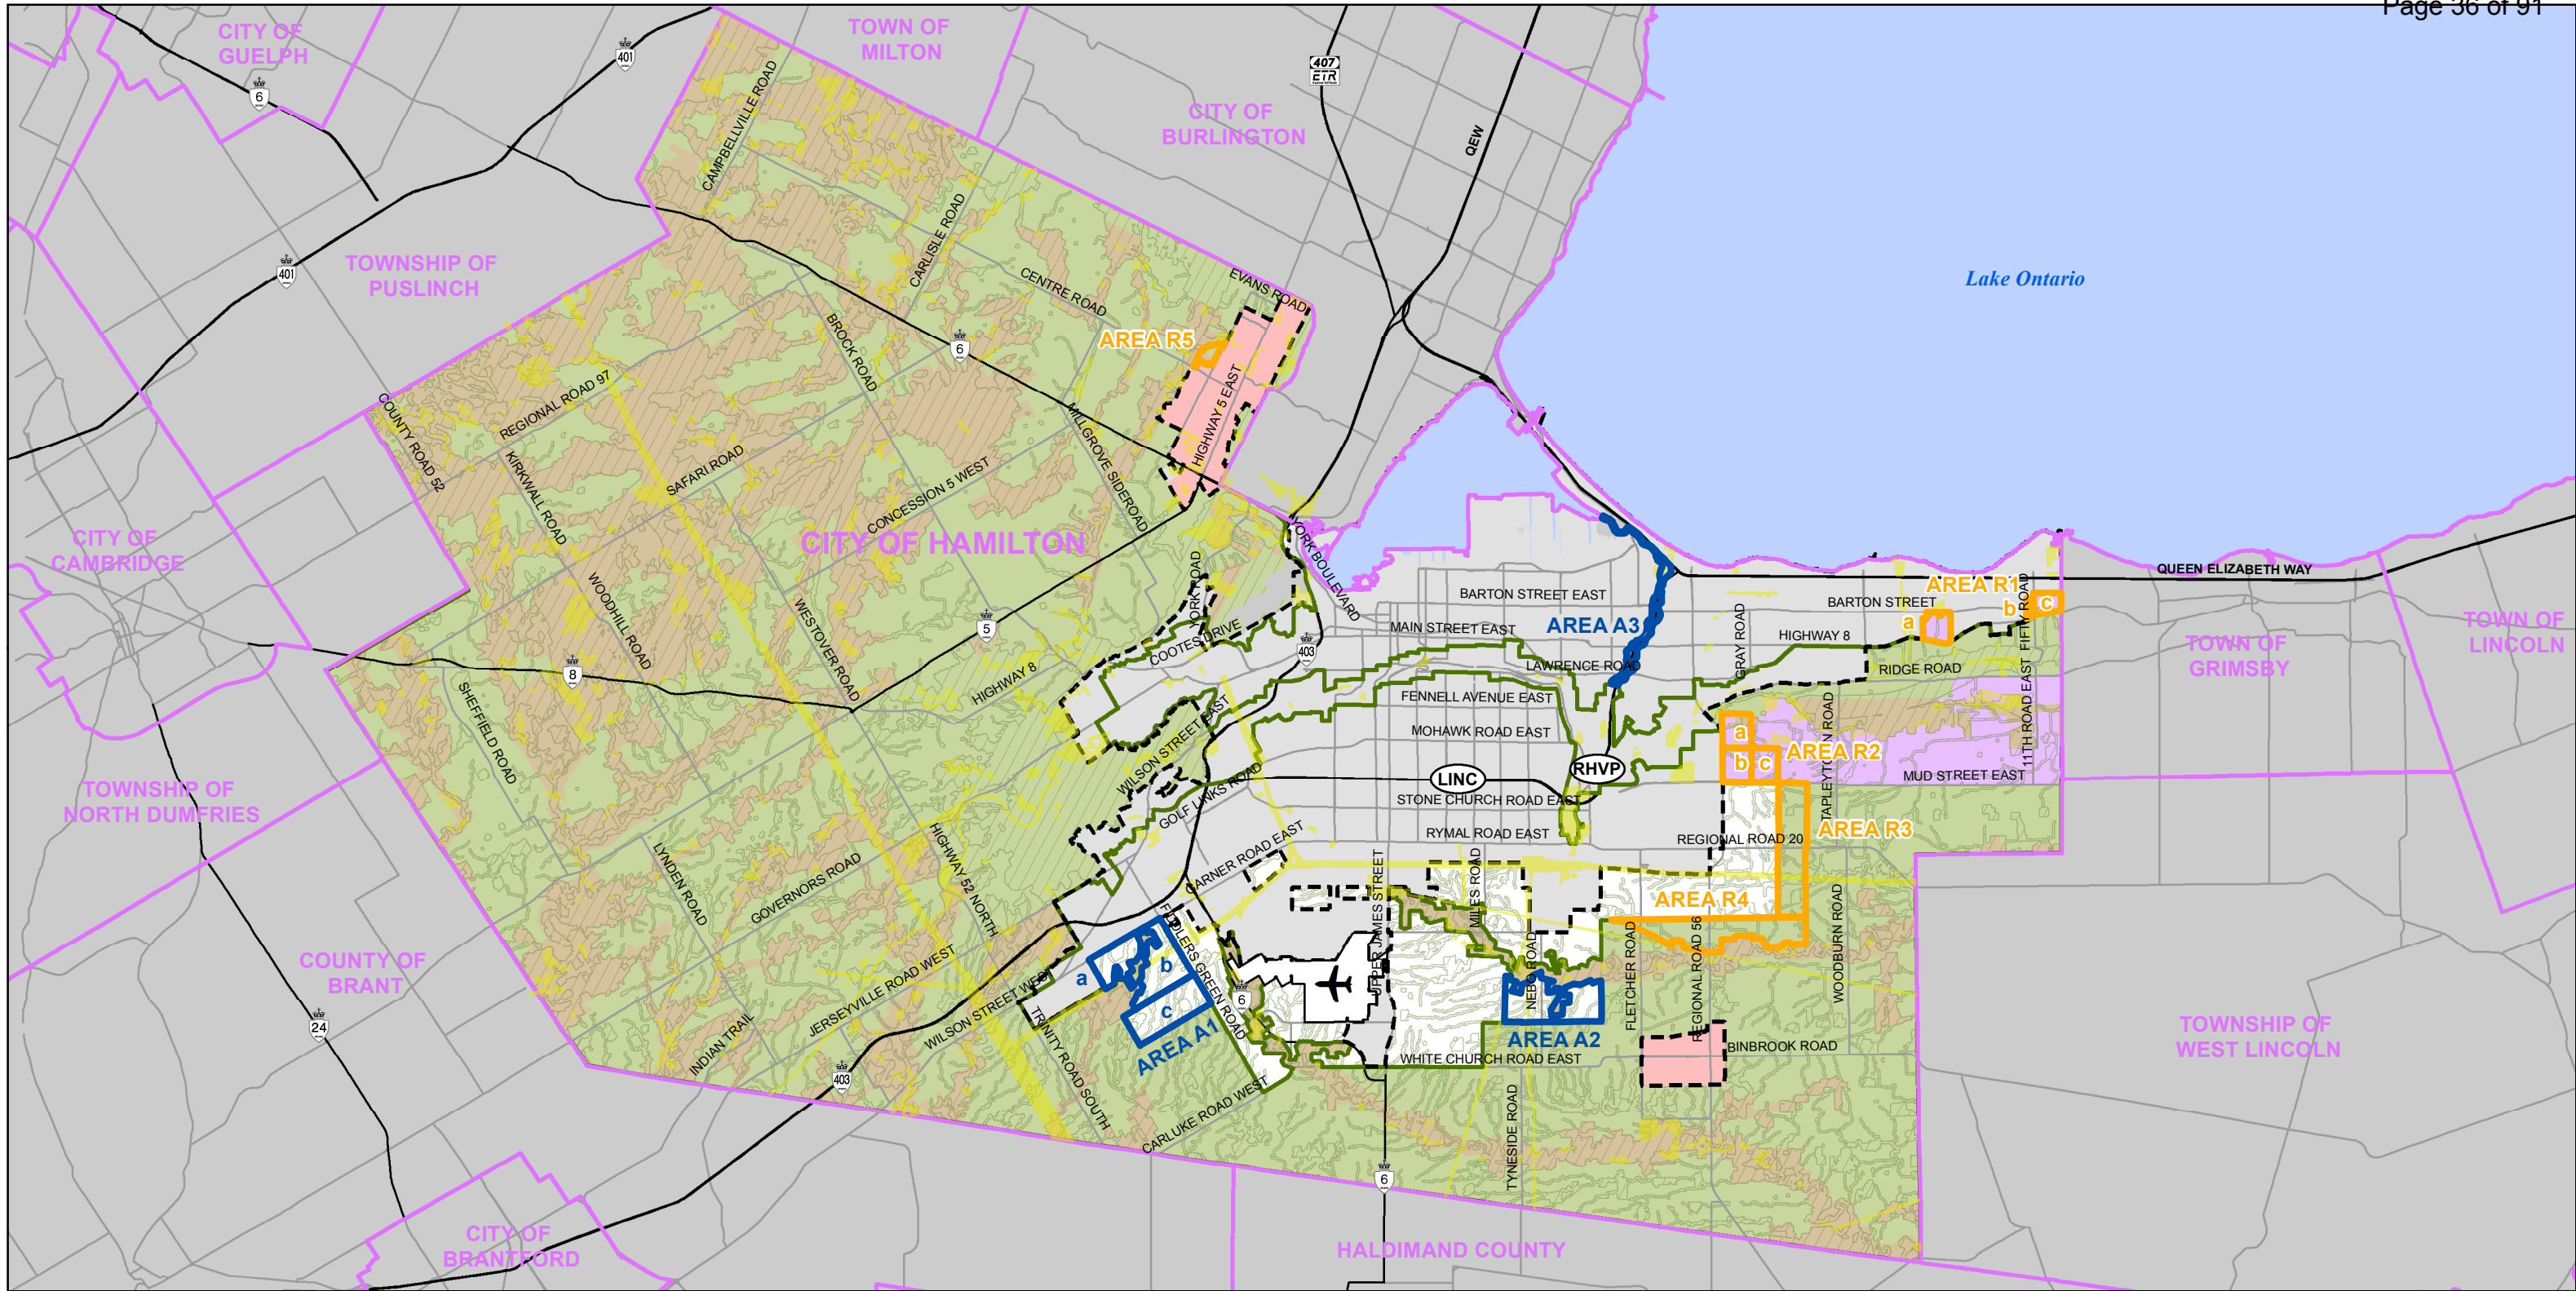 Page 36 of 91
CITY OF
GUELPH
TOWN OF
MILTON
401
407
ETR
6
CAMPBELLVILLE ROAD
CITY OF
BURLINGTON
QEW
TOWNSHIP OF
PUSLINCH
401
CARLISLE ROAD
CENTRE ROAD
EVANS ROAD
Lake Ontario
BROCK ROAD
6
AREA R5
REGIONAL ROAD 97
COUNTY ROAD 52
KIRKWALL ROAD
SAFARI ROAD
CONCESSION 5 WEST
MILLGROVE SIDEROAD
HIGHWAY 5 EAST
CITY OF
CAMBRIDGE
CITY OF HAMILTON
YORK ROAD
YORK BOULEVARD
QUEEN ELIZABETH WAY
WOODHILL ROAD
WESTOVER ROAD
5
BARTON STREET EAST
AREA R1
BARTON STREET
a
b
c
FIFTY ROAD
COOTES DRIVE
403
MAIN STREET EAST
AREA A3
GRAY ROAD
HIGHWAY 8
TOWN OF
GRIMSBY
TOWN OF
LINCOLN
8
HIGHWAY 8
LAWRENCE ROAD
RIDGE ROAD
SHEFFIELD ROAD
WILSON STREET EAST
FENNELL AVENUE EAST
MOHAWK ROAD EAST
a
b
c
AREA R2
TAPLEYTOWN ROAD
11TH ROAD EAST
TOWNSHIP OF
NORTH DUMFRIES
GOLF LINKS ROAD
LINC
RHVP
MUD STREET EAST
STONE CHURCH ROAD EAST
RYMAL ROAD EAST
REGIONAL ROAD 20
AREA R3
LYNDEN ROAD
GOVERNORS ROAD
HIGHWAY 52 NORTH
GARNER ROAD EAST
UPPER JAMES STREET
MILES ROAD
AREA R4
COUNTY OF
BRANT
JERSEYVILLE ROAD WEST
WILSON STREET WEST
FIDDLERS GREEN ROAD
a
b
c
AREA A1
6
NEBO ROAD
FLETCHER ROAD
REGIONAL ROAD 56
WOODBURN ROAD
24
INDIAN TRAIL
TRINITY ROAD SOUTH
AREA A2
WHITE CHURCH ROAD EAST
BINBROOK ROAD
TOWNSHIP OF
WEST LINCOLN
403
CARLUKE ROAD WEST
TYNESIDE ROAD
6
CITY OF
BRANTFORD
HALDIMAND COUNTY